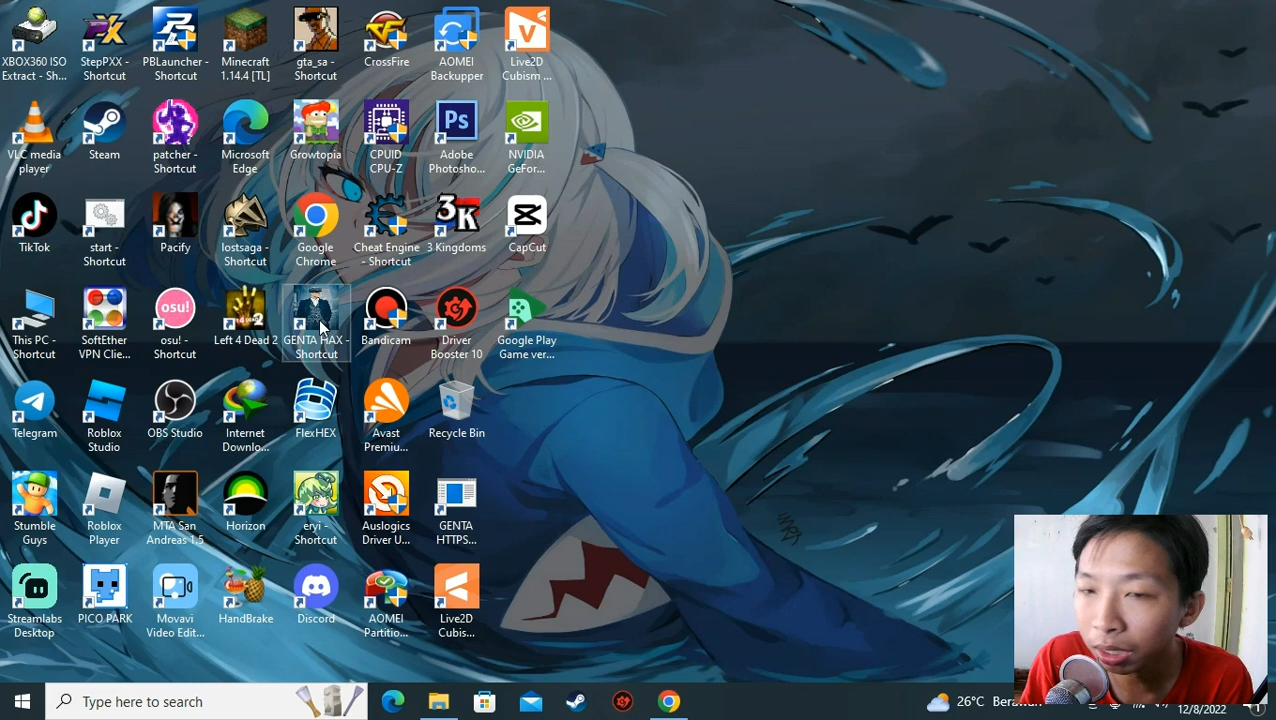 XBOX360 ISO
Extract - Sh...
StepPXX -
Shortcut
PBLauncher -
Shortcut
Minecraft
1.14.4 [TL]
gta_sa -
Shortcut
CrossFire
AOMEI
Backupper
Live2D
Cubism ...
VLC media
player
Steam
patcher -
Shortcut
Microsoft
Edge
Growtopia
CPUID
CPU-Z
Ps
Adobe
Photosho...
NVIDIA
GeFor...
TikTok
start -
Shortcut
Pacify
lostsaga -
Shortcut
Google
Chrome
Cheat Engine
- Shortcut
3K
3 Kingdoms
CapCut
This PC -
Shortcut
SoftEther
VPN Clie...
osu!
osu! -
Shortcut
Left 4 Dead 2
GENTA HAX -
Shortcut
Bandicam
Driver
Booster 10
Google Play
Game ver...
Telegram
Roblox
Studio
OBS Studio
Internet
Downlo...
FlexHEX
Avast
Premiu...
Recycle Bin
Stumble
Guys
Roblox
Player
MTA San
Andreas 1.5
Horizon
eryi -
Shortcut
Auslogics
Driver U...
GENTA
HTTPS...
Streamlabs
Desktop
PICO PARK
Movavi
Video Edit...
HandBrake
Discord
AOMEI
Partitio...
Live2D
Cubis...
Type here to search
26°C Berawan
12/8/2022